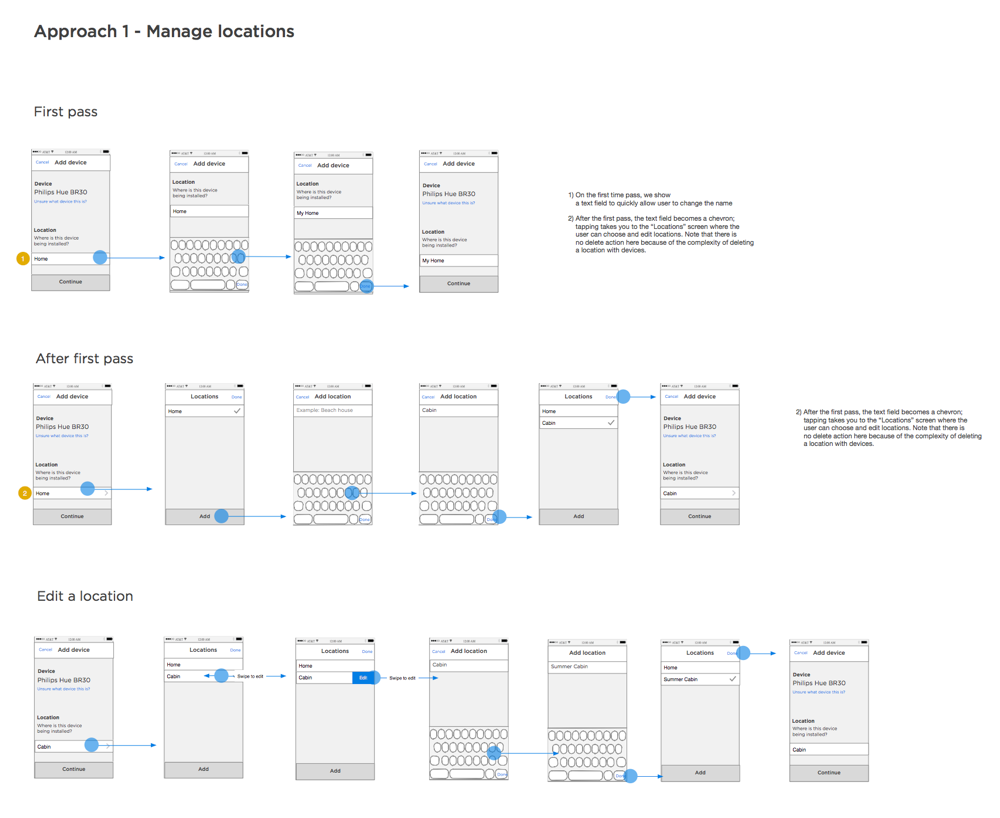 Approach 1 - Manage locations
First pass
Cancel Add device
Device
Philips Hue BR30
Unsure what device this is?
Location
Where is this device
being installed?
Home
Continue
1
Cancel Add device
Location
Where is this device
being installed?
Home
Done
Cancel Add device
Location
Where is this device
being installed?
My Home
Done
Cancel Add device
Device
Philips Hue BR30
Unsure what device this is?
Location
Where is this device
being installed?
My Home
Continue
1) On the first time pass, we show
a text field to quickly allow user to change the name
2) After the first pass, the text field becomes a chevron;
tapping takes you to the “Locations” screen where the
user can choose and edit locations. Note that there is
no delete action here because of the complexity of deleting
a location with devices.
After first pass
Cancel Add device
Device
Philips Hue BR30
Unsure what device this is?
Location
Where is this device
being installed?
Home
Continue
2
Locations Done
Home
Add
Cancel Add location
Example: Beach house
Done
Cancel Add location
Cabin
Done
Locations Done
Home
Cabin
Add
Cancel Add device
Device
Philips Hue BR30
Unsure what device this is?
Location
Where is this device
being installed?
Cabin
Continue
2) After the first pass, the text field becomes a chevron;
tapping takes you to the “Locations” screen where the
user can choose and edit locations. Note that there is
no delete action here because of the complexity of deleting
a location with devices.
Edit a location
Cancel Add device
Device
Philips Hue BR30
Unsure what device this is?
Location
Where is this device
being installed?
Cabin
Continue
Locations Done
Home
Cabin
Swipe to edit
Add
Locations Done
Home
Cabin Edit
Swipe to edit
Add
Cancel Add location
Cabin
Done
Add location
Summer Cabin
Done
Locations Done
Home
Summer Cabin
Add
Cancel Add device
Device
Philips Hue BR30
Unsure what device this is?
Location
Where is this device
being installed?
Cabin
Continue